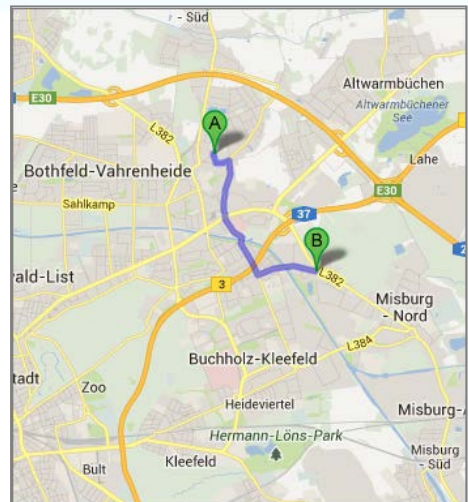 r - Süd
Altwarmbüchen
E30
L382
A
Altwarmbüchener
See
Lahe
Bothfeld-Vahrenheide
E30
Sahlkamp
37
2
B
ald-List
3
L382
Misburg
- Nord
L384
Buchholz-Kleefeld
tadt
Zoo
Heideviertel
Misburg-A
Hermann-Löns-Park
Misburg
- Süd
Bult
Kleefeld